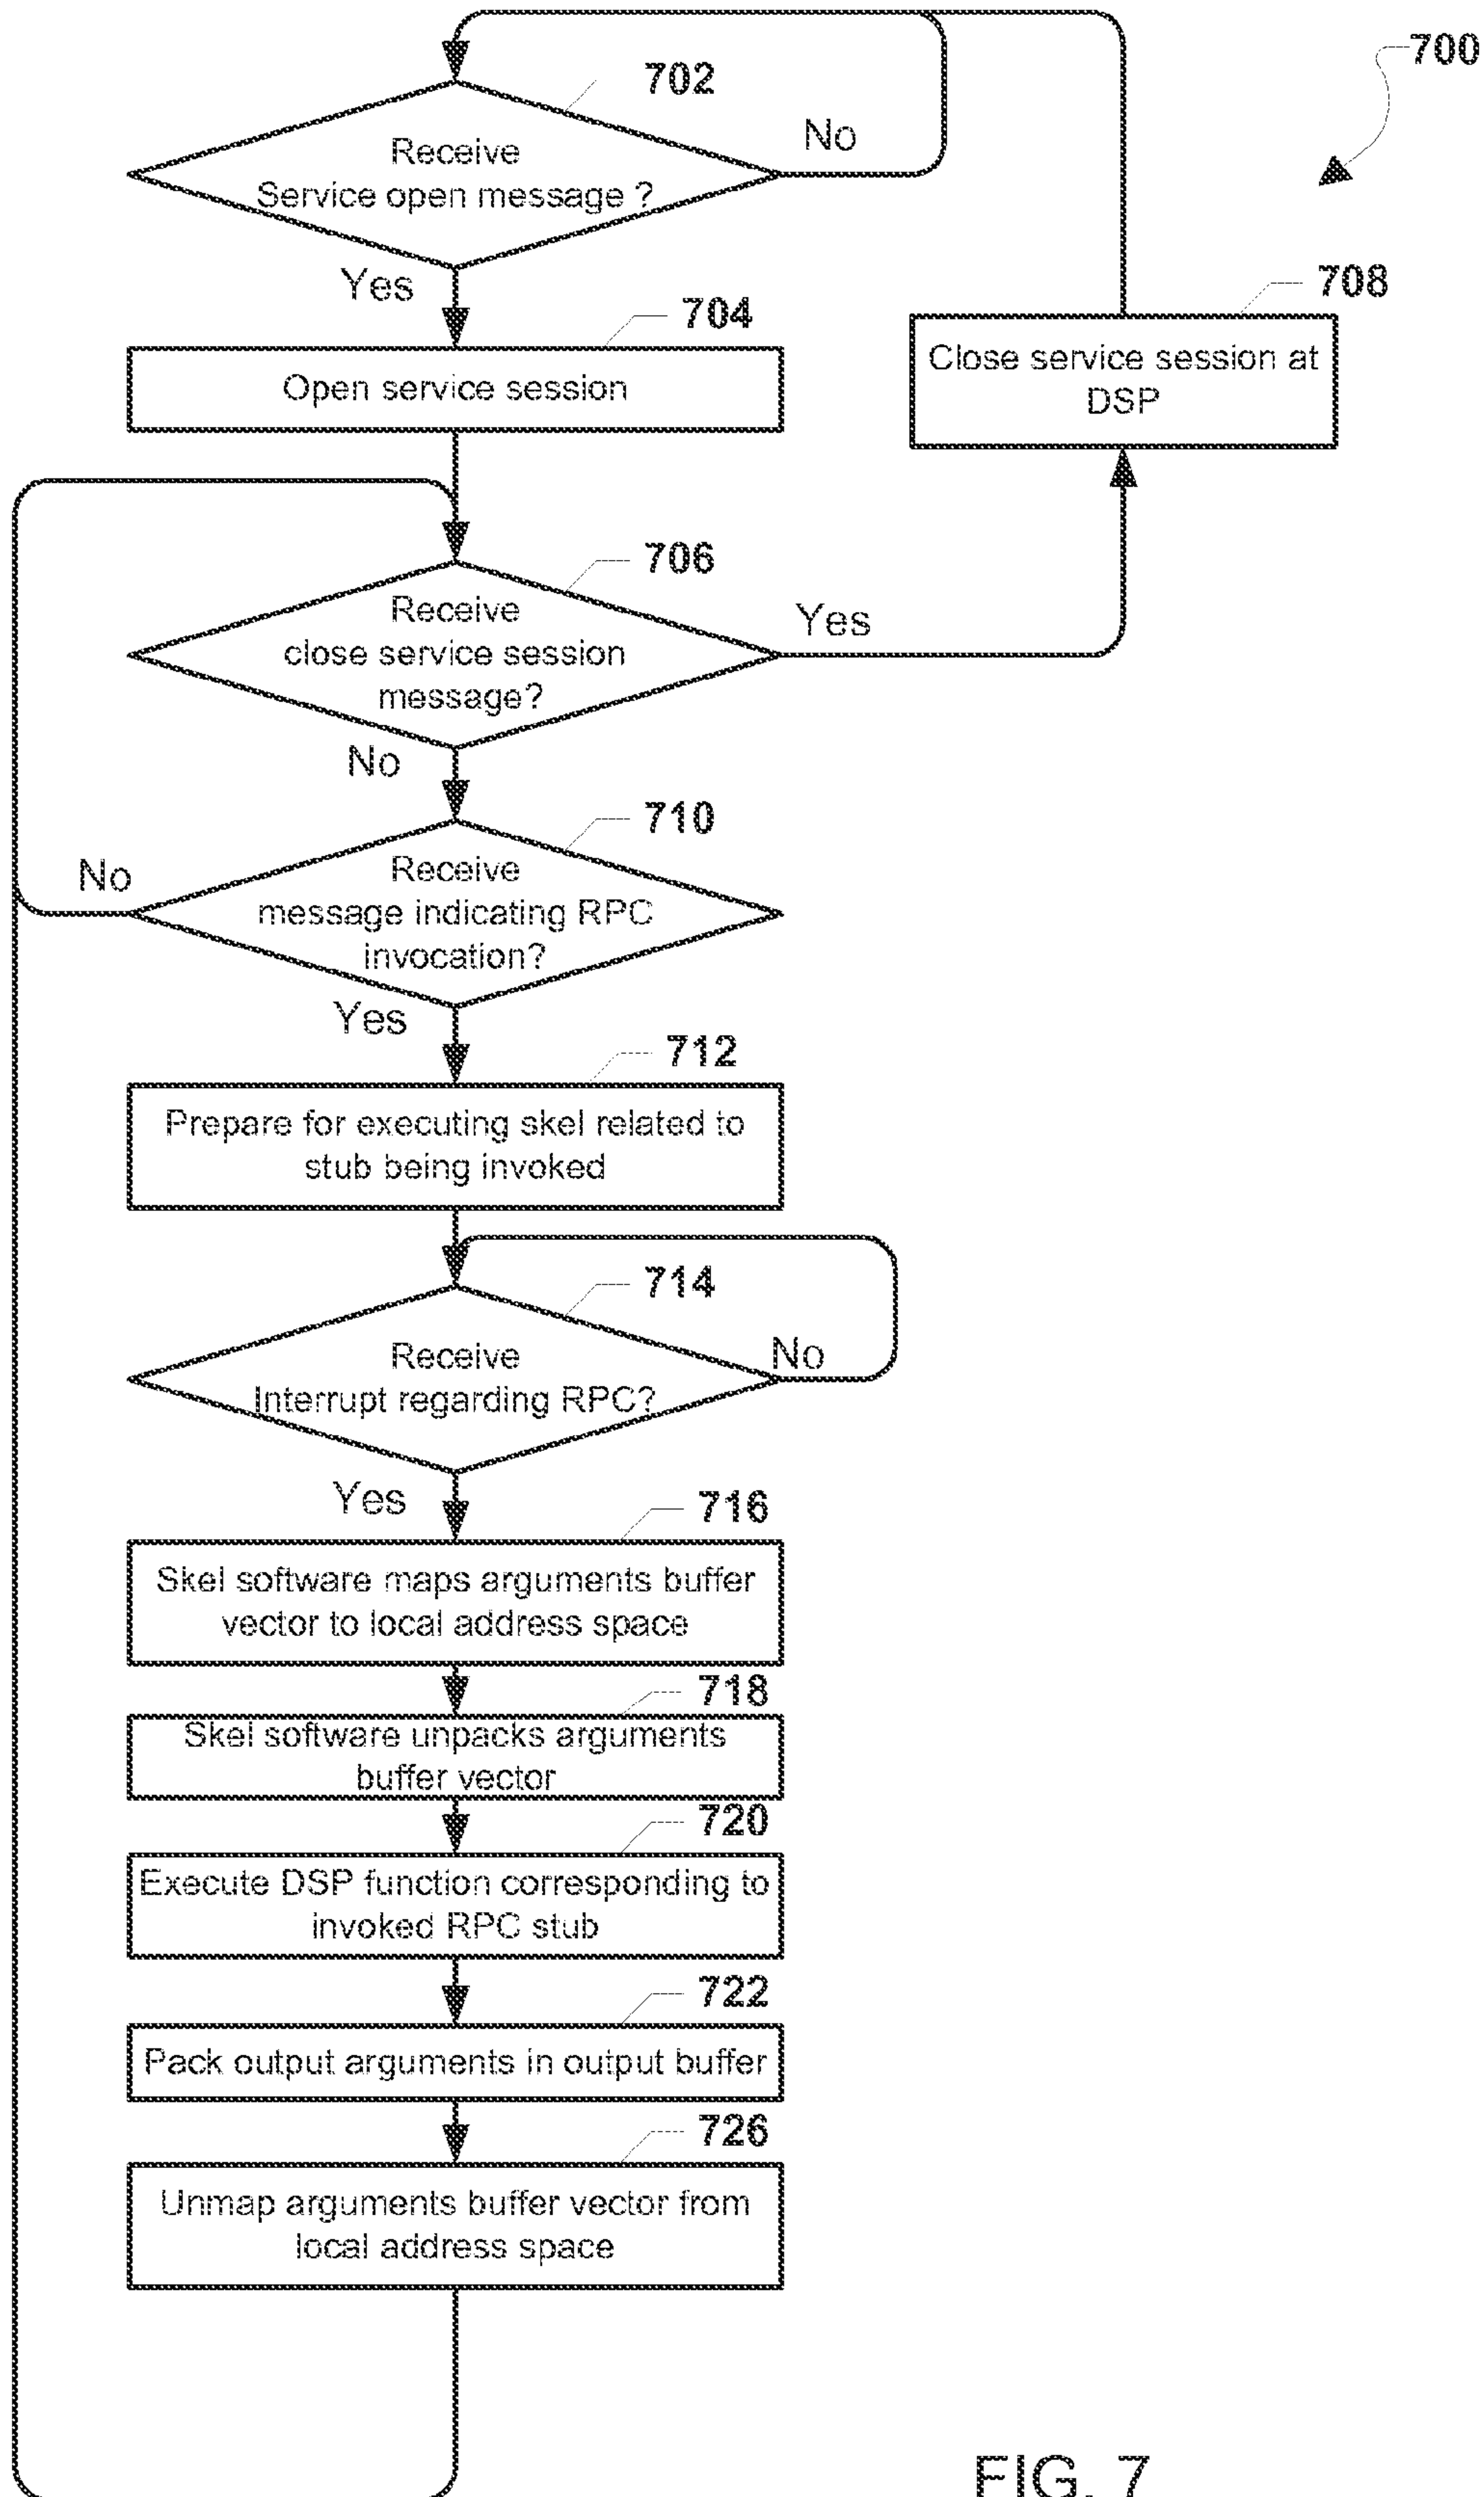 700
702
Receive
Service open message ?
No
Yes
704
Open service session
708
Close service session at
DSP
706
Receive
close service session
message?
Yes
No
710
Receive
message indicating RPC
invocation?
No
Yes
712
Prepare for executing skel related to
stub being invoked
714
Receive
Interrupt regarding RPC?
No
Yes
716
Skel software maps arguments buffer
vector to local address space
718
Skel software unpacks arguments
buffer vector
720
Execute DSP function corresponding to
invoked RPC stub
722
Pack output arguments in output buffer
726
Unmap arguments buffer vector from
local address space
FIG. 7